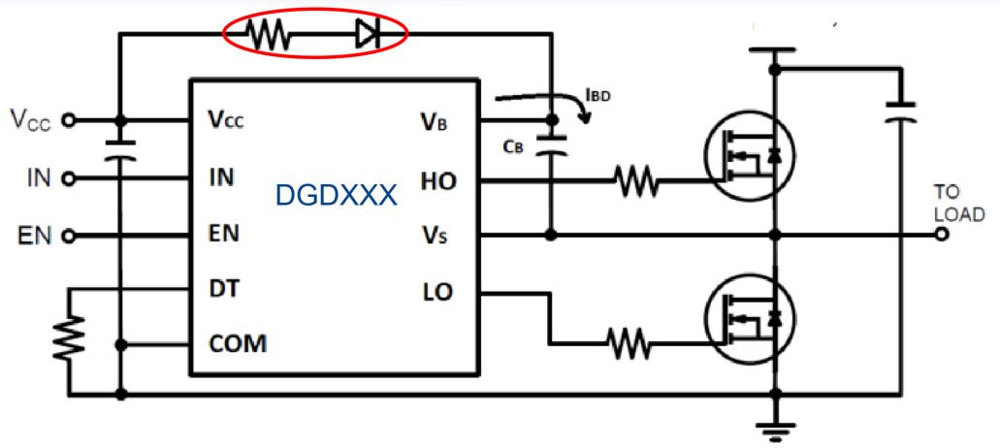 IBD
VCC
VCC
VB
CB
IN
IN
HO
DGDXXX
TO
LOAD
EN
EN
VS
DT
LO
COM